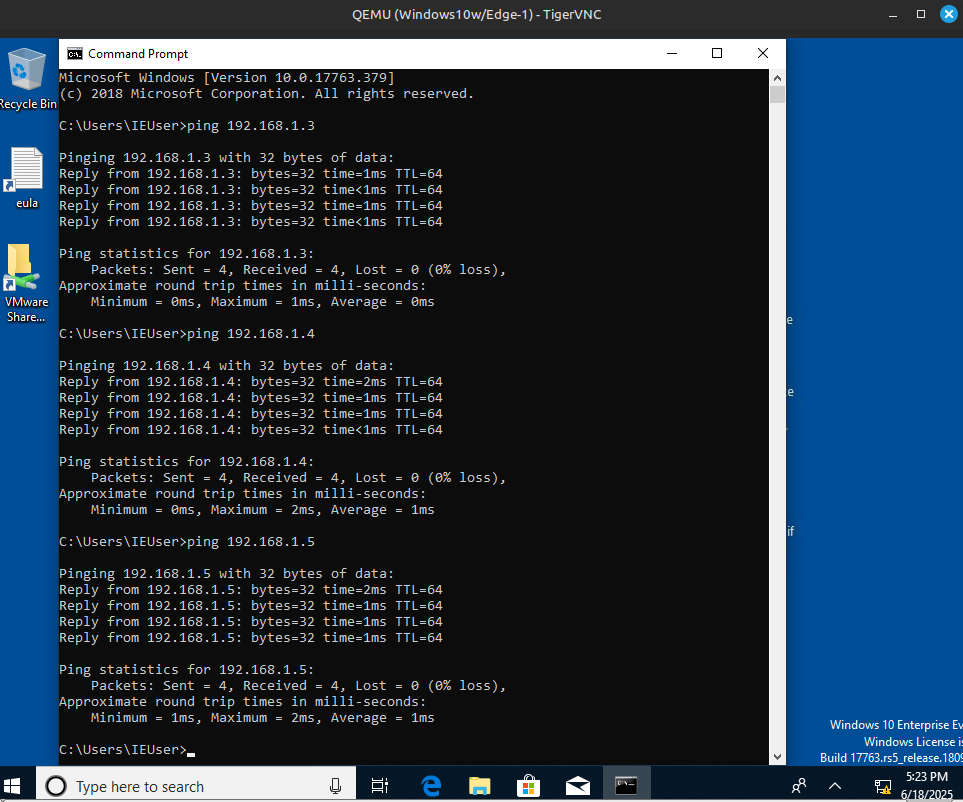 QEMU (Windows10w/Edge-1) - TigerVNC
Recycle Bin
eula
VMware
Share...
Command Prompt
Microsoft Windows [Version 10.0.17763.379]
(c) 2018 Microsoft Corporation. All rights reserved.
C:\Users\IEUser>ping 192.168.1.3
Pinging 192.168.1.3 with 32 bytes of data:
Reply from 192.168.1.3: bytes=32 time=1ms TTL=64
Reply from 192.168.1.3: bytes=32 time<1ms TTL=64
Reply from 192.168.1.3: bytes=32 time=1ms TTL=64
Reply from 192.168.1.3: bytes=32 time<1ms TTL=64
Ping statistics for 192.168.1.3:
Packets: Sent = 4, Received = 4, Lost = 0 (0% loss),
Approximate round trip times in milli-seconds:
Minimum = 0ms, Maximum = 1ms, Average = 0ms
C:\Users\IEUser>ping 192.168.1.4
Pinging 192.168.1.4 with 32 bytes of data:
Reply from 192.168.1.4: bytes=32 time=2ms TTL=64
Reply from 192.168.1.4: bytes=32 time=1ms TTL=64
Reply from 192.168.1.4: bytes=32 time=1ms TTL=64
Reply from 192.168.1.4: bytes=32 time<1ms TTL=64
Ping statistics for 192.168.1.4:
Packets: Sent = 4, Received = 4, Lost = 0 (0% loss),
Approximate round trip times in milli-seconds:
Minimum = 0ms, Maximum = 2ms, Average = 1ms
C:\Users\IEUser>ping 192.168.1.5
Pinging 192.168.1.5 with 32 bytes of data:
Reply from 192.168.1.5: bytes=32 time=2ms TTL=64
Reply from 192.168.1.5: bytes=32 time=1ms TTL=64
Reply from 192.168.1.5: bytes=32 time=1ms TTL=64
Reply from 192.168.1.5: bytes=32 time=1ms TTL=64
Ping statistics for 192.168.1.5:
Packets: Sent = 4, Received = 4, Lost = 0 (0% loss),
Approximate round trip times in milli-seconds:
Minimum = 1ms, Maximum = 2ms, Average = 1ms
C:\Users\IEUser>
Windows 10 Enterprise Ev
Windows License is
Build 17763.rs5_release.1809
Type here to search
5:23 PM
6/18/2025